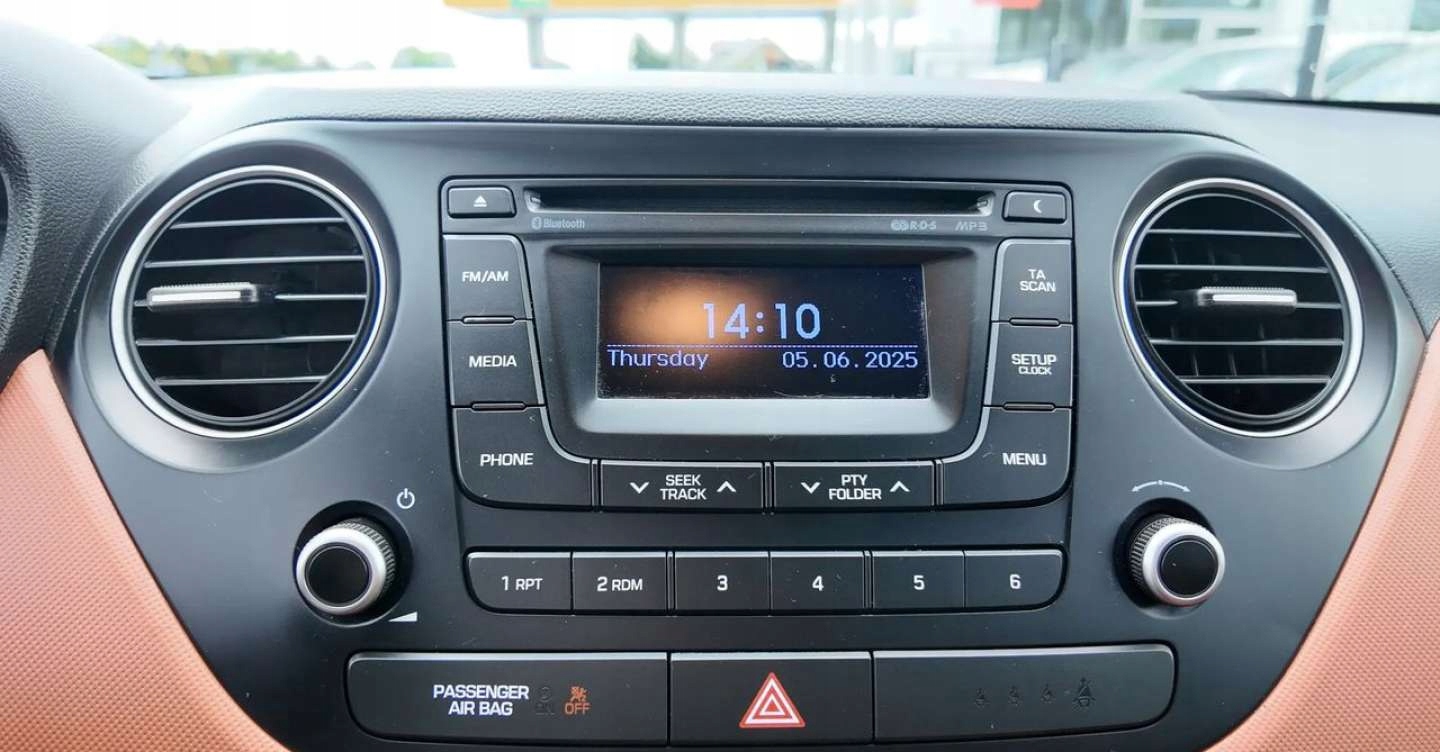 Bluetooth
R·D·S MP3
FM/AM
MEDIA
PHONE
14:10
Thursday 05.06.2025
TA
SCAN
SETUP
CLOCK
MENU
SEEK
TRACK
PTY
FOLDER
1 RPT
2 RDM
3
4
5
6
PASSENGER
AIR BAG
ON
OFF